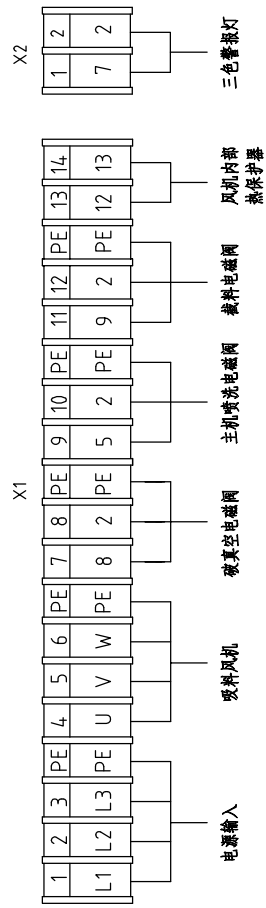 X1 X2
1 2 3 PE 4 5 6 PE 7 8 PE 9 10 PE 11 12 PE 13 14 1 2
L1 L2 L3 PE U V W PE 8 2 PE 5 2 PE 9 2 PE 12 13 7 2
电源输入 吸料风机 破真空电磁阀 主机喷洗电磁阀 截料电磁阀 风机内部 三色警报灯
热保护器